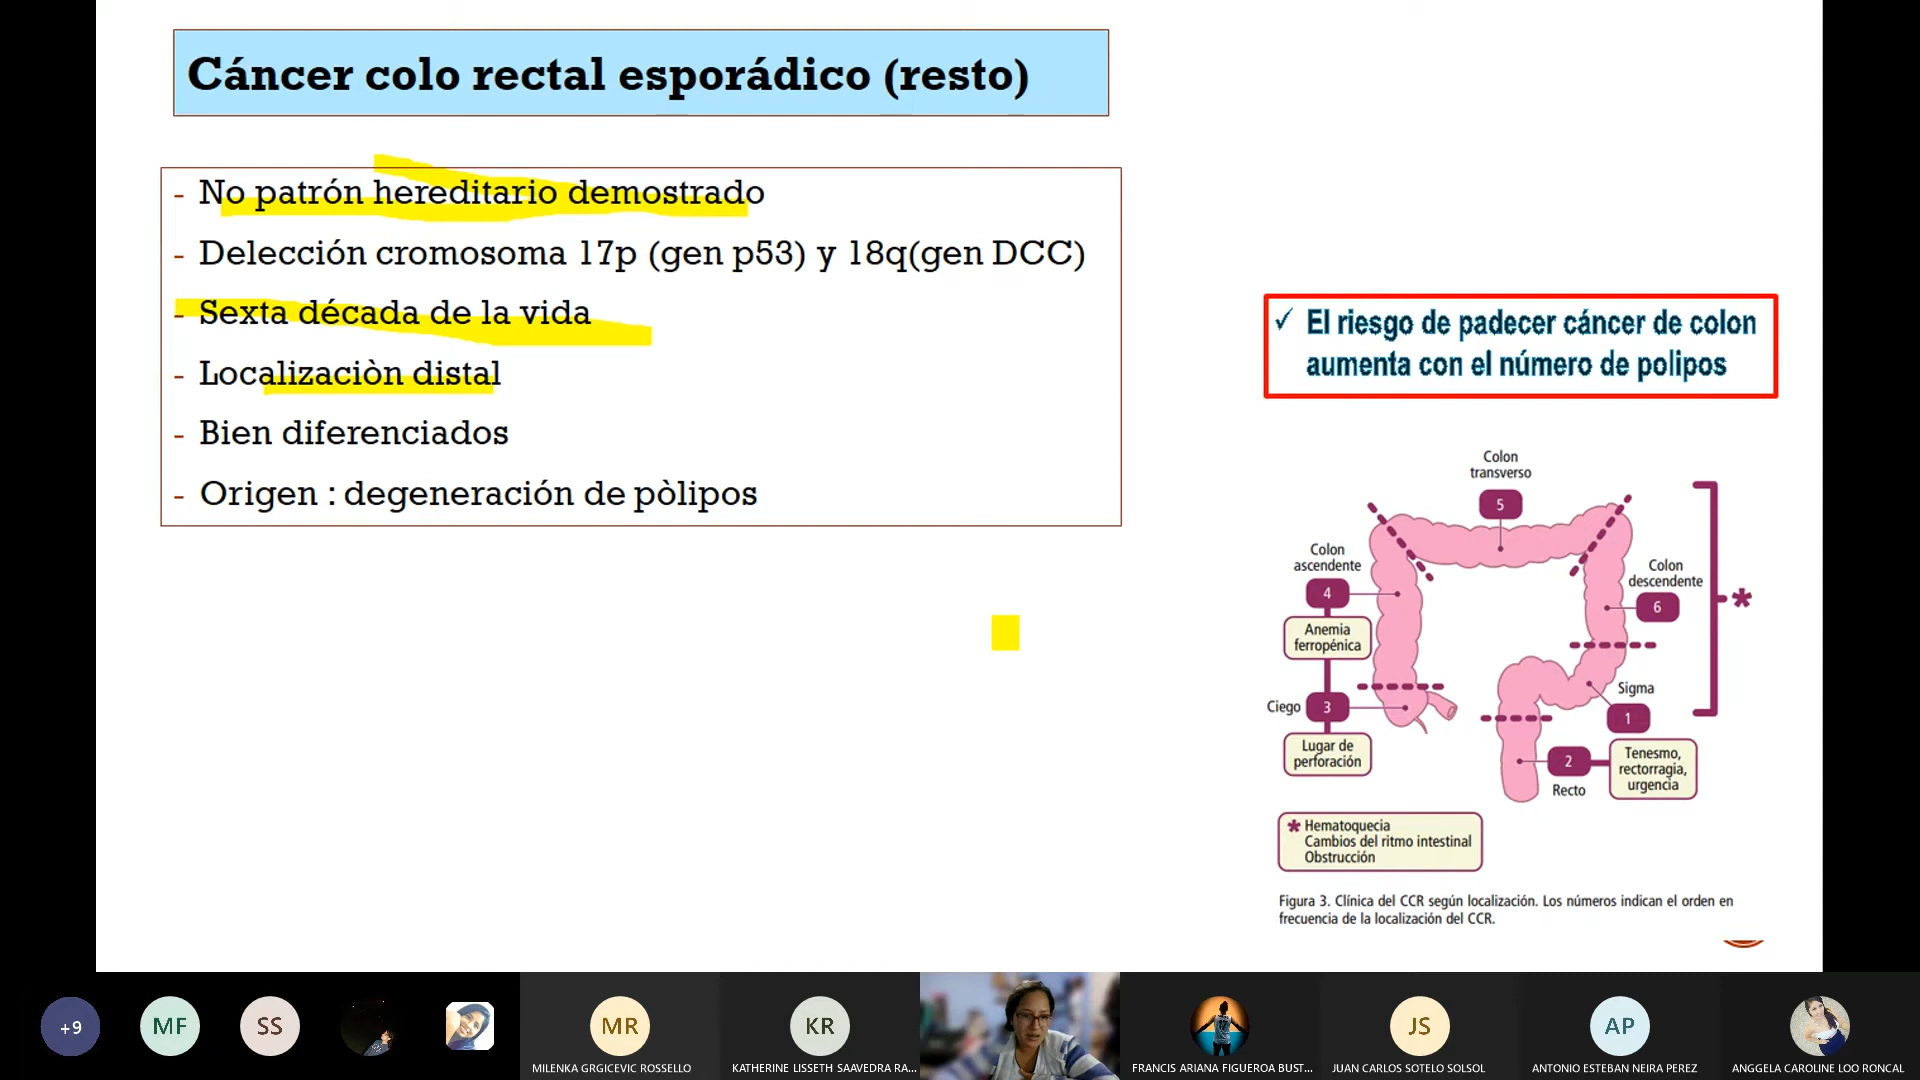 Cáncer colo rectal esporádico (resto)
- No patrón hereditario demostrado
- Delección cromosoma 17p (gen p53) y 18q(gen DCC)
- Sexta década de la vida
- Localizaciòn distal
- Bien diferenciados
- Origen : degeneración de pòlipos
✓ El riesgo de padecer cáncer de colon
aumenta con el número de polipos
Colon
transverso
5
Colon
ascendente
4
Anemia
ferropénica
Ciego 3
Lugar de
perforación
Colon
descendente
6
*
Sigma
1
2
Recto
Tenesmo,
rectorragia,
urgencia
* Hematoquecia
Cambios del ritmo intestinal
Obstrucción
Figura 3. Clínica del CCR según localización. Los números indican el orden en
frecuencia de la localización del CCR.
+9
MF
SS
MR
MILENKA GRGICEVIC ROSSELLO
KR
KATHERINE LISSETH SAAVEDRA RA...
FRANCIS ARIANA FIGUEROA BUST...
JS
JUAN CARLOS SOTELO SOLSOL
AP
ANTONIO ESTEBAN NEIRA PEREZ
ANGGELA CAROLINE LOO RONCAL